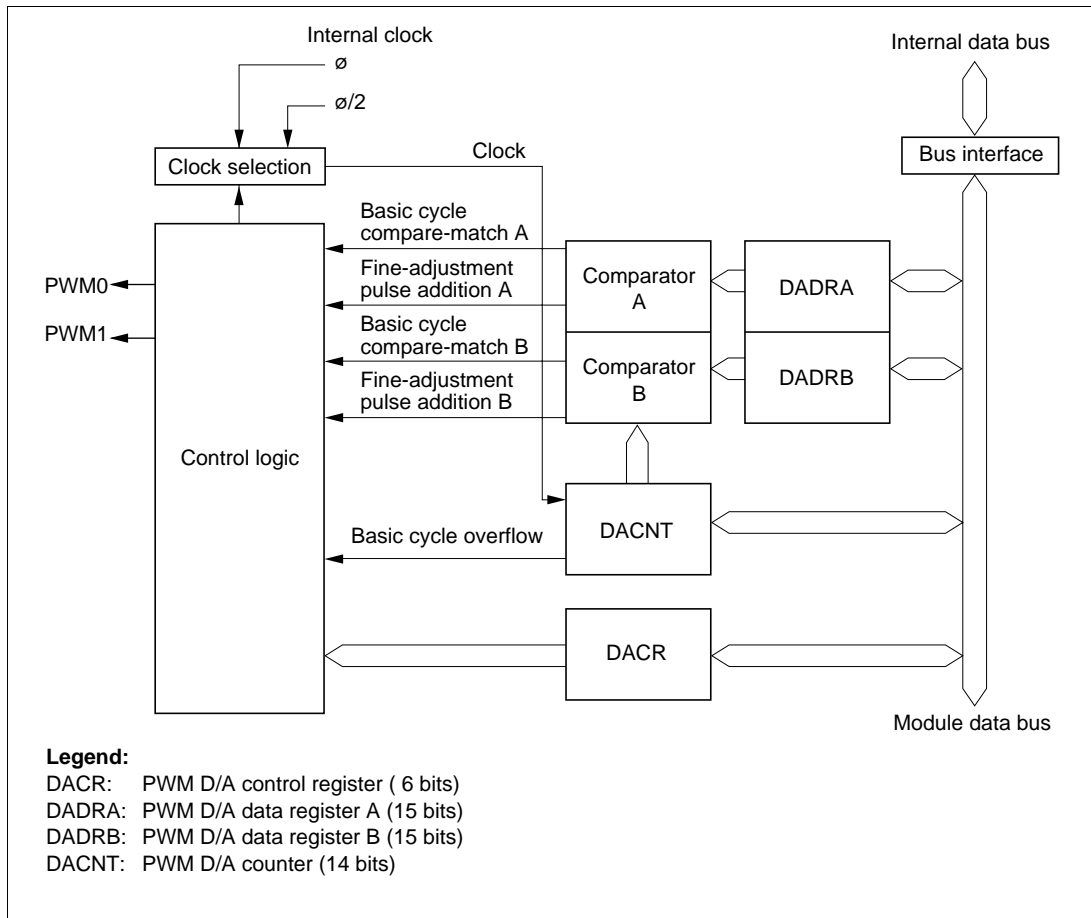 Internal clock
ø
ø/2
Internal data bus
Clock selection
Clock
Bus interface
Basic cycle
compare-match A
Fine-adjustment
pulse addition A
Basic cycle
compare-match B
Fine-adjustment
pulse addition B
PWM0
PWM1
Comparator
A
DADRA
Comparator
B
DADRB
Control logic
DACNT
Basic cycle overflow
DACR
Module data bus
Legend:
DACR: PWM D/A control register ( 6 bits)
DADRA: PWM D/A data register A (15 bits)
DADRB: PWM D/A data register B (15 bits)
DACNT: PWM D/A counter (14 bits)